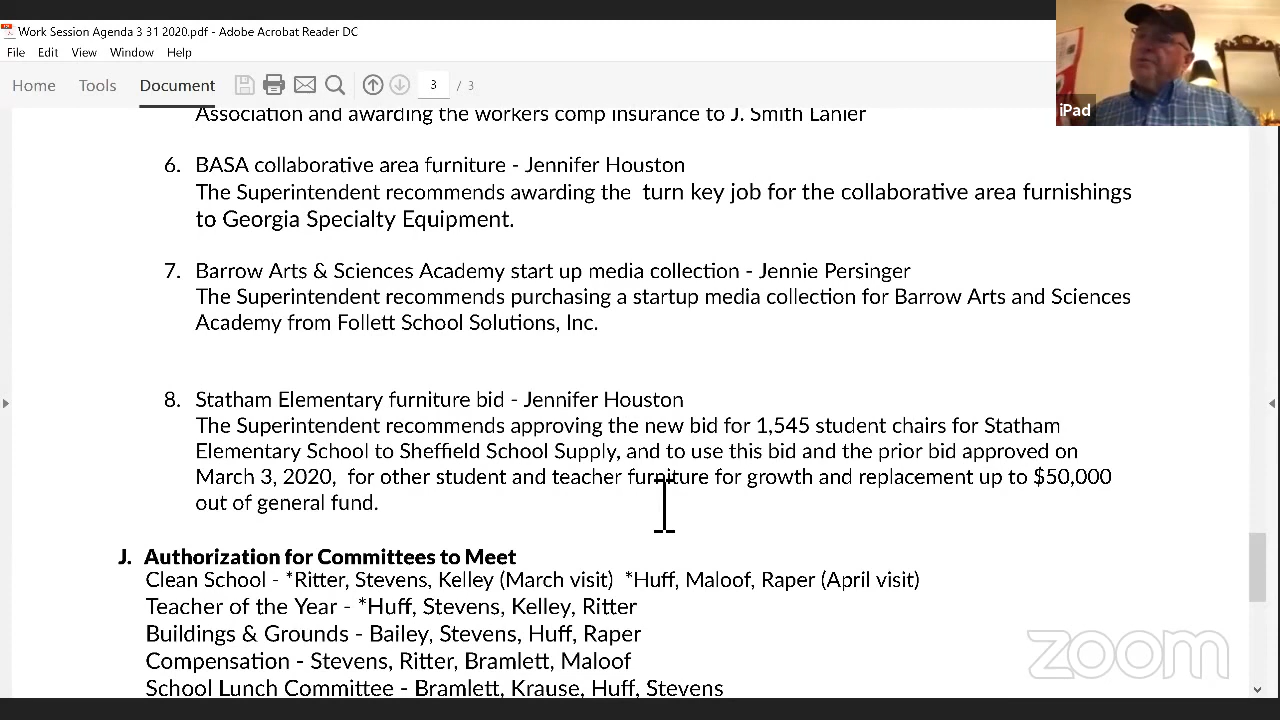 Work Session Agenda 3 31 2020.pdf - Adobe Acrobat Reader DC
File Edit View Window Help
Home Tools Document 3 / 3
iPad
Association and awarding the workers comp insurance to J. Smith Lanier
6. BASA collaborative area furniture - Jennifer Houston
The Superintendent recommends awarding the turn key job for the collaborative area furnishings
to Georgia Specialty Equipment.
7. Barrow Arts & Sciences Academy start up media collection - Jennie Persinger
The Superintendent recommends purchasing a startup media collection for Barrow Arts and Sciences
Academy from Follett School Solutions, Inc.
8. Statham Elementary furniture bid - Jennifer Houston
The Superintendent recommends approving the new bid for 1,545 student chairs for Statham
Elementary School to Sheffield School Supply, and to use this bid and the prior bid approved on
March 3, 2020, for other student and teacher furniture for growth and replacement up to $50,000
out of general fund.
J. Authorization for Committees to Meet
Clean School - *Ritter, Stevens, Kelley (March visit) *Huff, Maloof, Raper (April visit)
Teacher of the Year - *Huff, Stevens, Kelley, Ritter
Buildings & Grounds - Bailey, Stevens, Huff, Raper
Compensation - Stevens, Ritter, Bramlett, Maloof
School Lunch Committee - Bramlett, Krause, Huff, Stevens
zoom